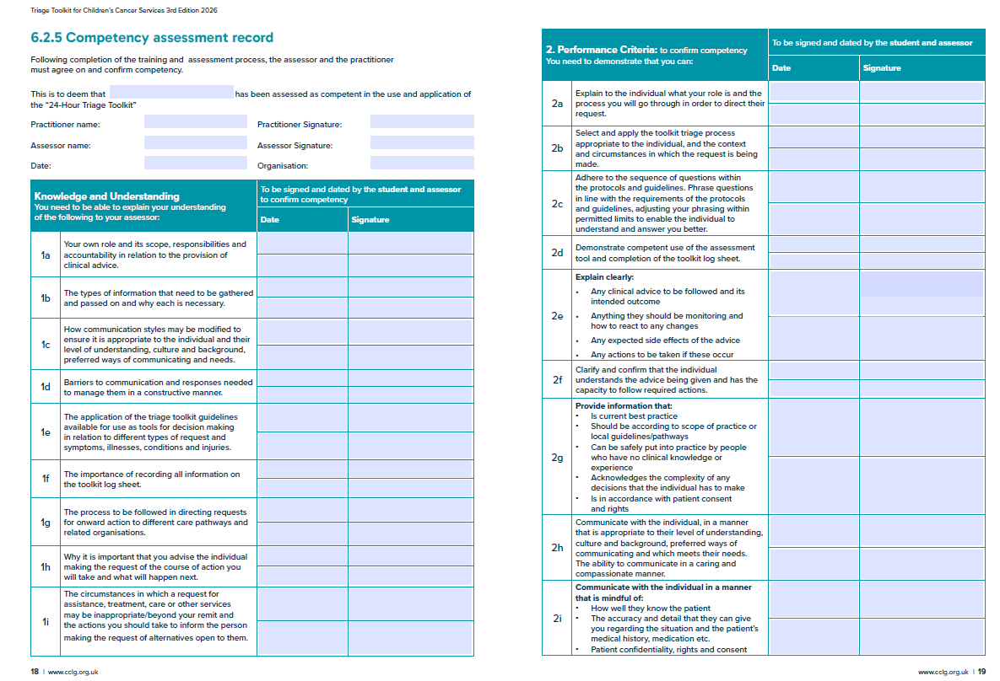 Triage Toolkit for Children's Cancer Services 3rd Edition 2026
6.2.5 Competency assessment record
Following completion of the training and assessment process, the assessor and the practitioner
must agree on and confirm competency.
This is to deem that has been assessed as competent in the use and application of
the "24-Hour Triage Toolkit"
Practitioner name: Practitioner Signature:
Assessor name: Assessor Signature:
Date: Organisation:
Knowledge and Understanding
You need to be able to explain your understanding
of the following to your assessor:
To be signed and dated by the student and assessor
to confirm competency
Date Signature
1a
Your own role and its scope, responsibilities and
accountability in relation to the provision of
clinical advice.
1b
The types of information that need to be gathered
and passed on and why each is necessary.
1c
How communication styles may be modified to
ensure it is appropriate to the individual and their
level of understanding, culture and background,
preferred ways of communicating and needs.
1d
Barriers to communication and responses needed
to manage them in a constructive manner.
1e
The application of the triage toolkit guidelines
available for use as tools for decision making
in relation to different types of request and
symptoms, illnesses, conditions and injuries.
1f
The importance of recording all information on
the toolkit log sheet.
1g
The process to be followed in directing requests
for onward action to different care pathways and
related organisations.
1h
Why it is important that you advise the individual
making the request of the course of action you
will take and what will happen next.
1i
The circumstances in which a request for
assistance, treatment, care or other services
may be inappropriate/beyond your remit and
the actions you should take to inform the person
making the request of alternatives open to them.
18 | www.cclg.org.uk
2. Performance Criteria: to confirm competency
You need to demonstrate that you can:
To be signed and dated by the student and assessor
Date Signature
2a
Explain to the individual what your role is and the
process you will go through in order to direct their
request.
2b
Select and apply the toolkit triage process
appropriate to the individual, and the context
and circumstances in which the request is being
made.
2c
Adhere to the sequence of questions within
the protocols and guidelines. Phrase questions
in line with the requirements of the protocols
and guidelines, adjusting your phrasing within
permitted limits to enable the individual to
understand and answer you better.
2d
Demonstrate competent use of the assessment
tool and completion of the toolkit log sheet.
2e
Explain clearly:
• Any clinical advice to be followed and its
intended outcome
• Anything they should be monitoring and
how to react to any changes
• Any expected side effects of the advice
• Any actions to be taken if these occur
2f
Clarify and confirm that the individual
understands the advice being given and has the
capacity to follow required actions.
2g
Provide information that:
• Is current best practice
• Should be according to scope of practice or
local guidelines/pathways
• Can be safely put into practice by people
who have no clinical knowledge or
experience
• Acknowledges the complexity of any
decisions that the individual has to make
• Is in accordance with patient consent
and rights
2h
Communicate with the individual, in a manner
that is appropriate to their level of understanding,
culture and background, preferred ways of
communicating and which meets their needs.
The ability to communicate in a caring and
compassionate manner.
2i
Communicate with the individual in a manner
that is mindful of:
• How well they know the patient
• The accuracy and detail that they can give
you regarding the situation and the patient's
medical history, medication etc.
• Patient confidentiality, rights and consent
www.cclg.org.uk | 19